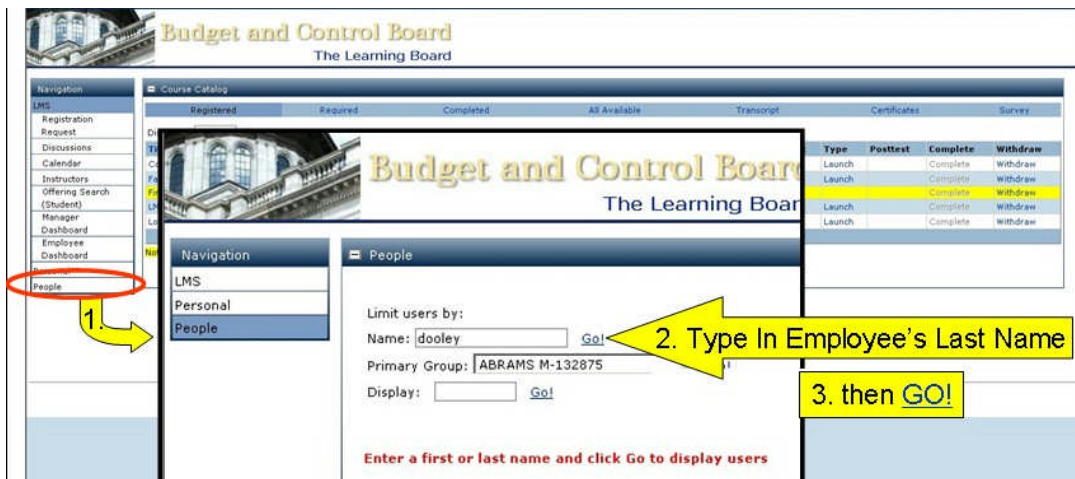 Budget and Control Board
The Learning Board
Navigation
Course Catalog
LMS
Registered Required Completed All Available Transcript Certificates Survey
Registration
Request
Discussions
Calendar
Instructors
Offering Search
(Student)
Manager
Dashboard
Employee
Dashboard
People
Type Posttest Complete Withdraw
Launch Complete Withdraw
Launch Complete Withdraw
Complete Withdraw
Launch Complete Withdraw
Launch Complete Withdraw
1.
Budget and Control Boar
The Learning Boar
Navigation
LMS
Personal
People
People
Limit users by:
Name: dooley Go!
Primary Group: ABRAMS M-132875
Display: Go!
Enter a first or last name and click Go to display users
2. Type In Employee's Last Name
3. then GO!